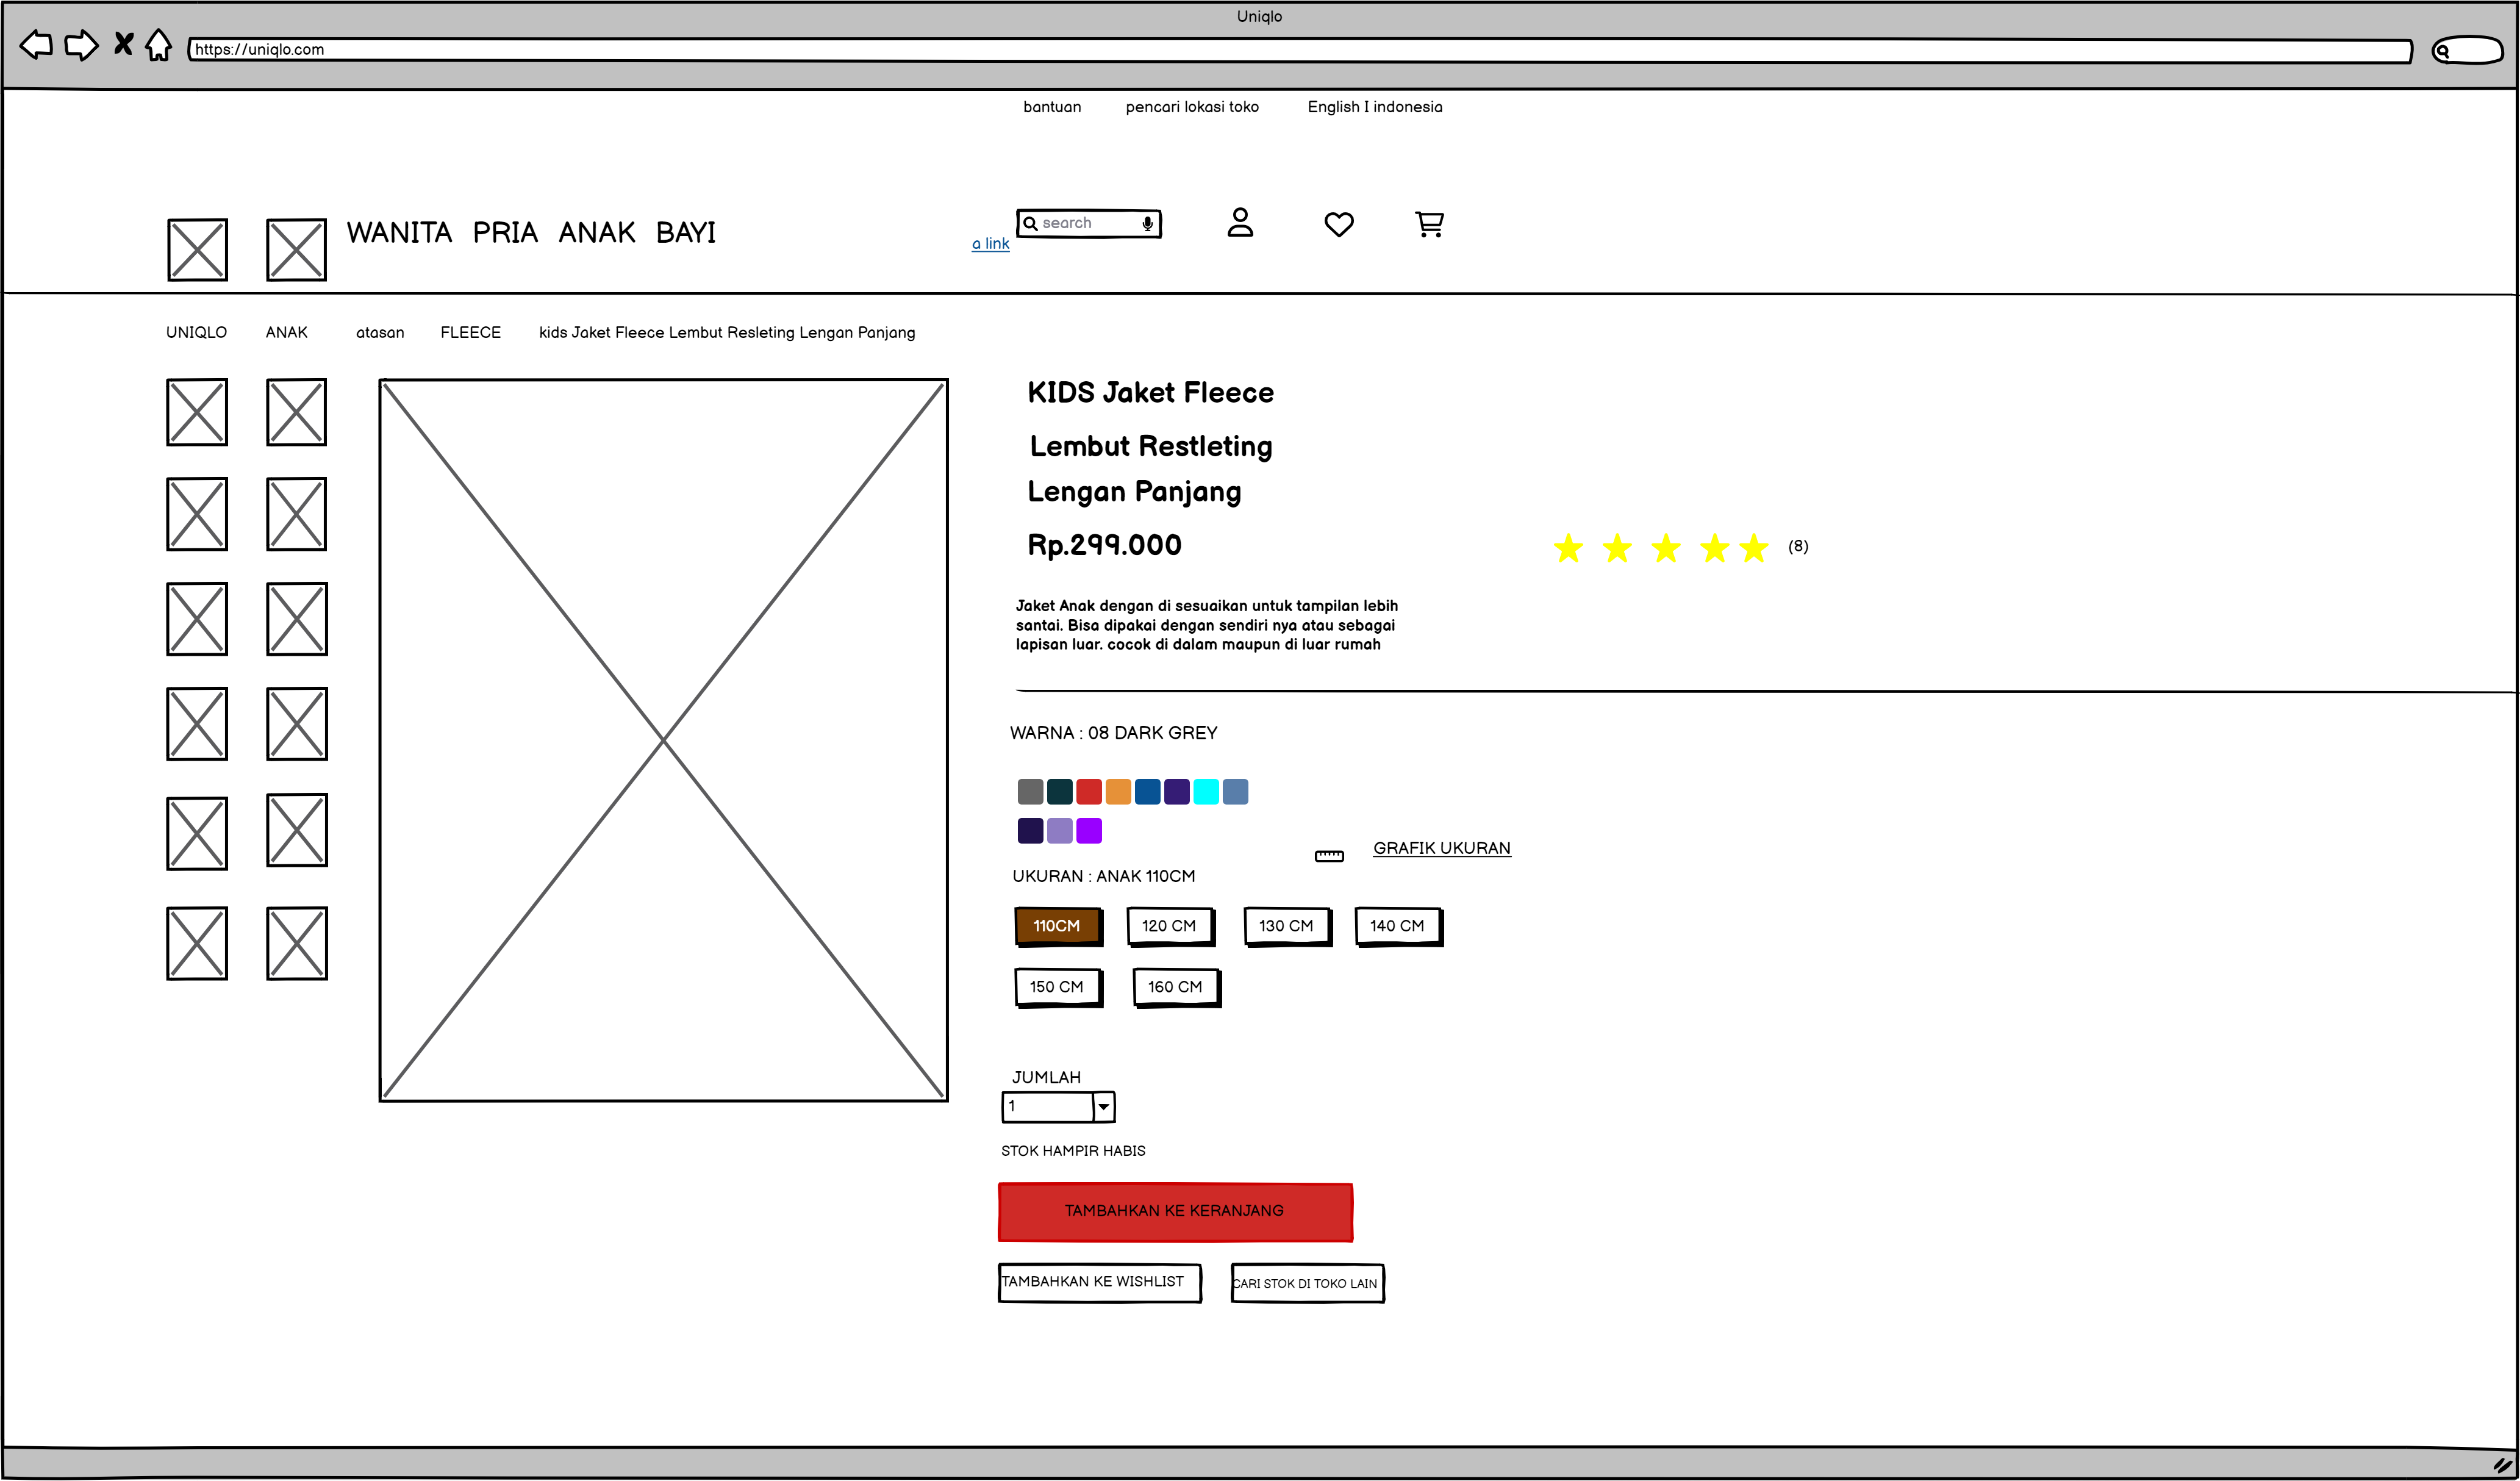 Uniqlo
https://uniqlo.com
bantuan pencari lokasi toko English I indonesia
WANITA PRIA ANAK BAYI
search
a link
UNIQLO ANAK atasan FLEECE kids Jaket Fleece Lembut Resleting Lengan Panjang
KIDS Jaket Fleece
Lembut Restleting
Lengan Panjang
Rp.299.000
(8)
Jaket Anak dengan di sesuaikan untuk tampilan lebih
santai. Bisa dipakai dengan sendiri nya atau sebagai
lapisan luar. cocok di dalam maupun di luar rumah
WARNA : 08 DARK GREY
GRAFIK UKURAN
UKURAN : ANAK 110CM
110CM 120 CM 130 CM 140 CM
150 CM 160 CM
JUMLAH
1
STOK HAMPIR HABIS
TAMBAHKAN KE KERANJANG
TAMBAHKAN KE WISHLIST CARI STOK DI TOKO LAIN